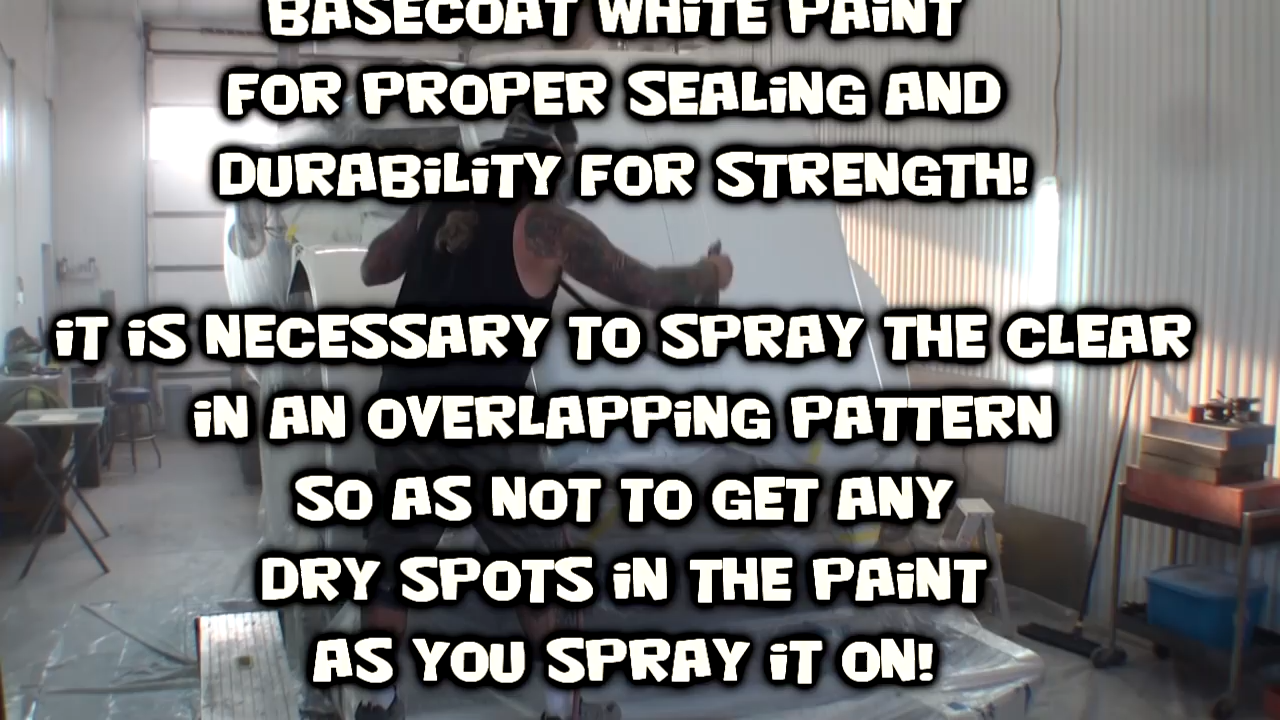 BASECOAT WHiTE PAiNT
FOR PROPER SEALiNG AND
DURABiLiTY FOR STRENGTH!
iT iS NECESSARY TO SPRAY THE CLEAR
iN AN OVERLAPPiNG PATTERN
SO AS NOT TO GET ANY
DRY SPOTS iN THE PAiNT
AS YOU SPRAY iT ON!